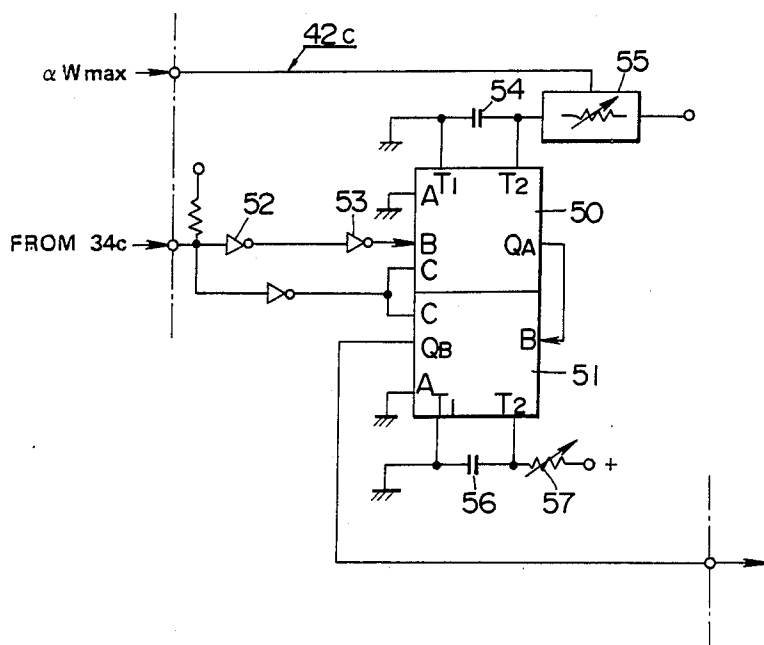 42c
αWmax
55
54
T1 T2
A
50
52
53
FROM 34c
B
QA
C
C
QB
B
51
A
T1 T2
56
57
+